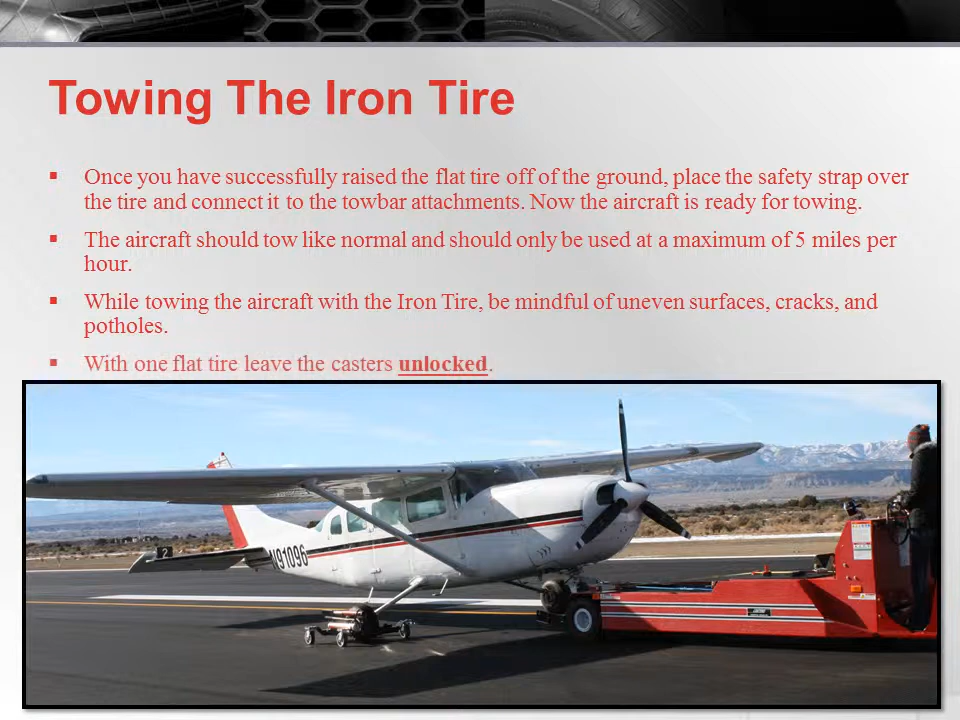 Towing The Iron Tire
▪ Once you have successfully raised the flat tire off of the ground, place the safety strap over
the tire and connect it to the towbar attachments. Now the aircraft is ready for towing.
▪ The aircraft should tow like normal and should only be used at a maximum of 5 miles per
hour.
▪ While towing the aircraft with the Iron Tire, be mindful of uneven surfaces, cracks, and
potholes.
▪ With one flat tire leave the casters unlocked.
2
N91096